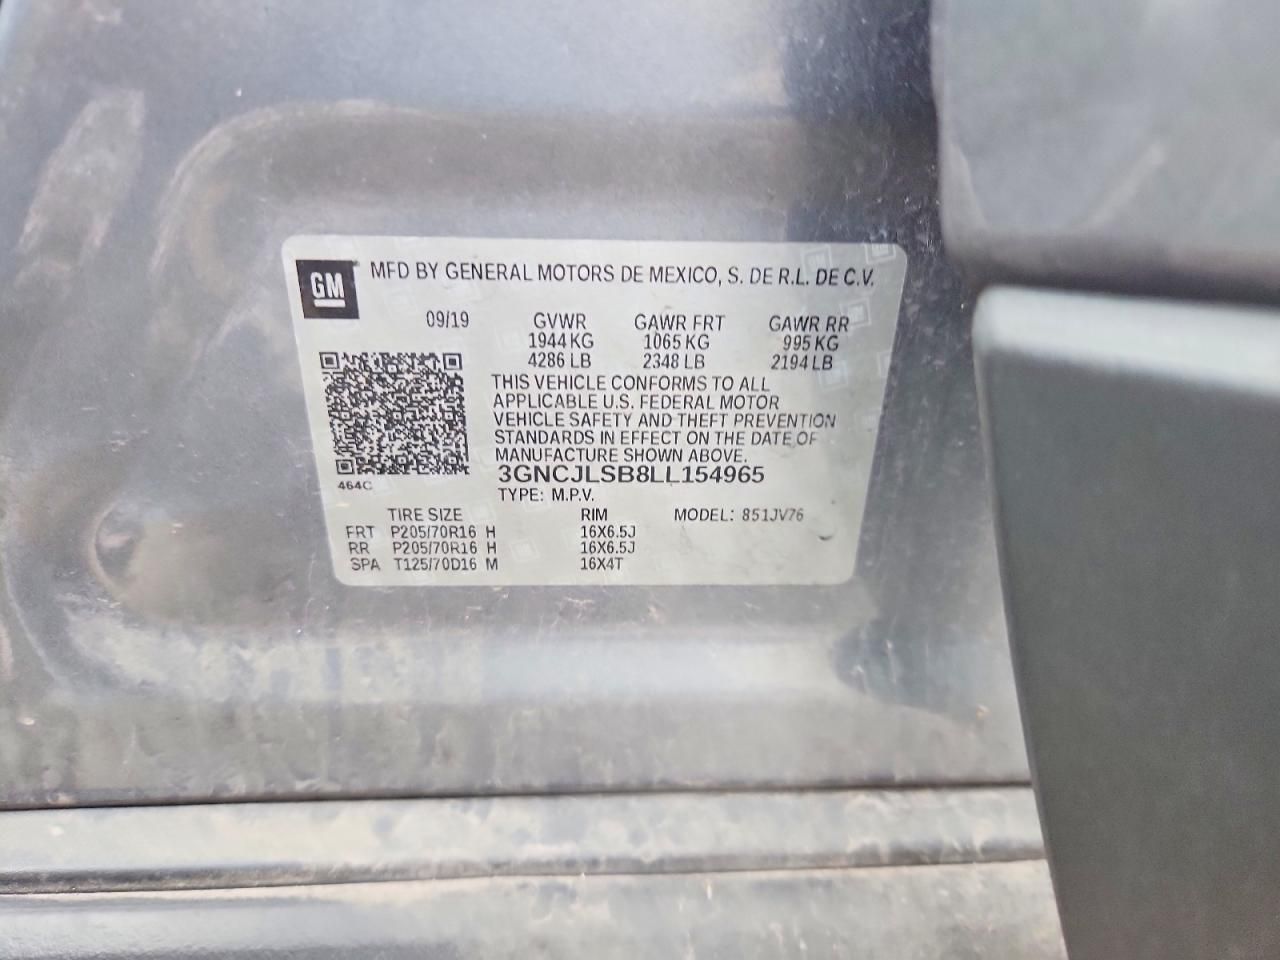 GM MFD BY GENERAL MOTORS DE MEXICO, S. DE R.L. DE C.V.
09/19 GVWR GAWR FRT GAWR RR
1944 KG 1065 KG 995 KG
4286 LB 2348 LB 2194 LB
THIS VEHICLE CONFORMS TO ALL
APPLICABLE U.S. FEDERAL MOTOR
VEHICLE SAFETY AND THEFT PREVENTION
STANDARDS IN EFFECT ON THE DATE OF
MANUFACTURE SHOWN ABOVE.
3GNCJLSB8LL154965
464C TYPE: M.P.V.
TIRE SIZE RIM MODEL: 851JV76
FRT P205/70R16 H 16X6.5J
RR P205/70R16 H 16X6.5J
SPA T125/70D16 M 16X4T